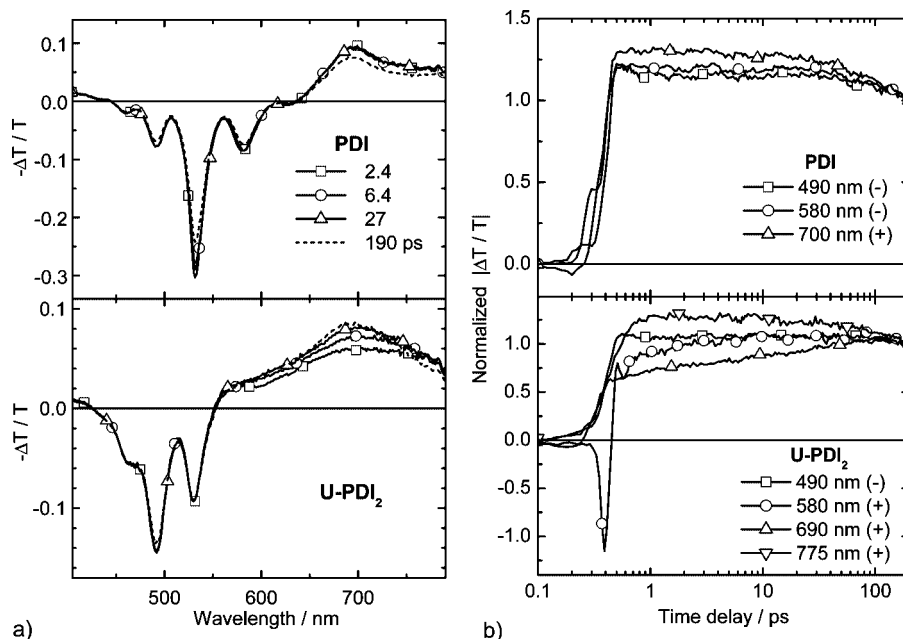 a)
-ΔT / T
0.1
0.0
-0.1
-0.2
-0.3
PDI
2.4
6.4
27
190 ps
-ΔT / T
0.1
0.0
-0.1
U-PDI₂
500
600
700
Wavelength / nm
b)
Normalized |ΔT / T|
1.5
1.0
0.5
0.0
PDI
490 nm (-)
580 nm (-)
700 nm (+)
1.0
0.5
0.0
-0.5
-1.0
U-PDI₂
490 nm (-)
580 nm (+)
690 nm (+)
775 nm (+)
0.1
1
10
100
Time delay / ps